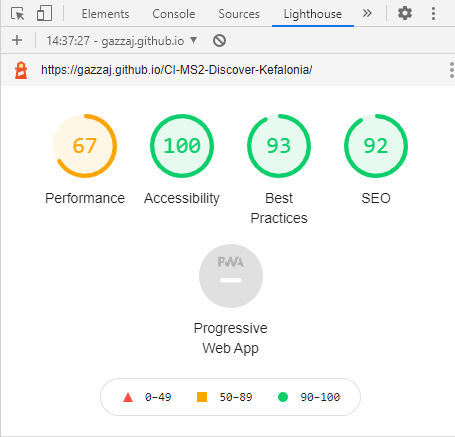 Elements Console Sources Lighthouse »
14:37:27 - gazzaj.github.io
https://gazzaj.github.io/CI-MS2-Discover-Kefalonia/
67 100 93 92
Performance Accessibility Best Practices SEO
PWA
Progressive
Web App
0–49 50–89 90–100